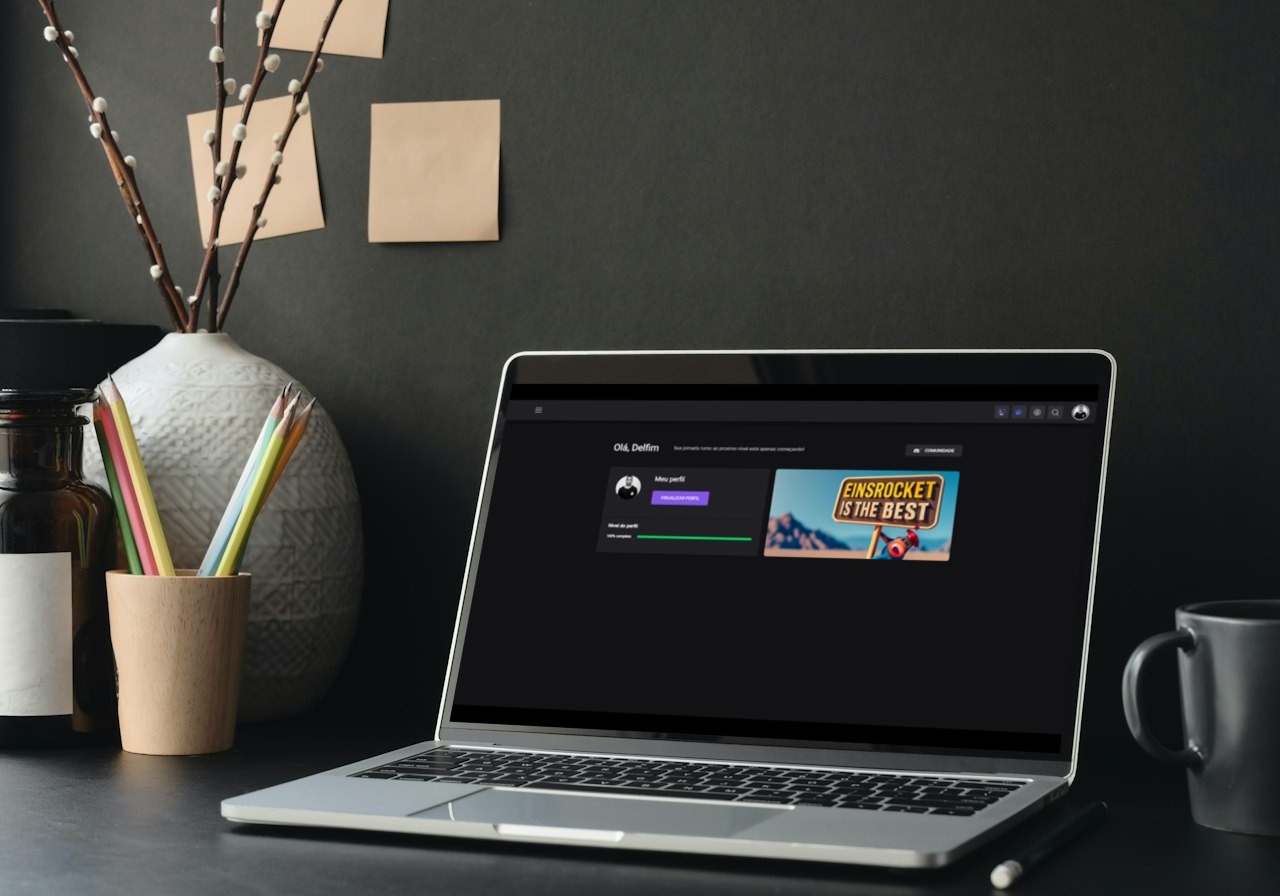 Olá, Delfim
Sua jornada rumo ao proximo nível está apenas começando!
COMUNIDADE
Meu perfil
VISUALIZAR PERFIL
Nível do perfil
100% completo
EINSROCKET
IS THE BEST